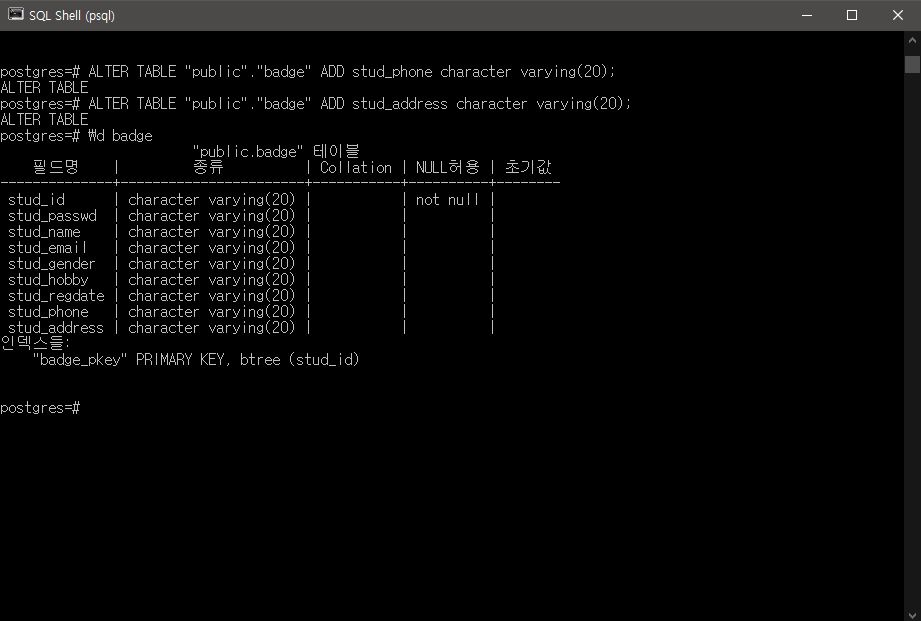 SQL Shell (psql)
postgres=# ALTER TABLE "public"."badge" ADD stud_phone character varying(20);
ALTER TABLE
postgres=# ALTER TABLE "public"."badge" ADD stud_address character varying(20);
ALTER TABLE
postgres=# ₩d badge
"public.badge" 테이블
필드명 | 종류 | Collation | NULL허용 | 초기값
--------------+-----------------------+-----------+----------+--------
stud_id | character varying(20) | | not null |
stud_passwd | character varying(20) | | |
stud_name | character varying(20) | | |
stud_email | character varying(20) | | |
stud_gender | character varying(20) | | |
stud_hobby | character varying(20) | | |
stud_regdate | character varying(20) | | |
stud_phone | character varying(20) | | |
stud_address | character varying(20) | | |
인덱스들:
"badge_pkey" PRIMARY KEY, btree (stud_id)
postgres=#